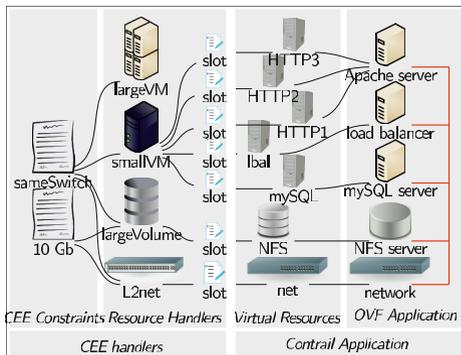 slot
HTTP3
largeVM
Apache server
slot
HTTP2
slot
HTTP1
smallVM
load balancer
slot
lbal
sameSwitch
slot
mySQL
mySQL server
largeVolume
10 Gb
slot
NFS
NFS server
L2net
slot
net
network
CEE Constraints
Resource Handlers
Virtual Resources
OVF Application
CEE handlers
Contrail Application